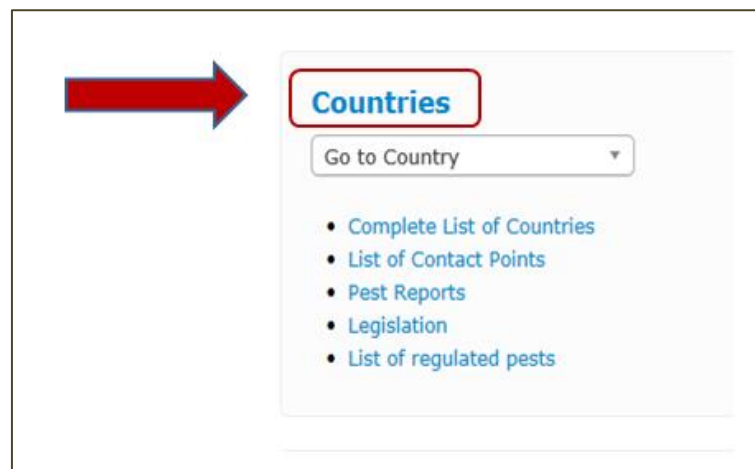 Countries
Go to Country
Complete List of Countries
List of Contact Points
Pest Reports
Legislation
List of regulated pests